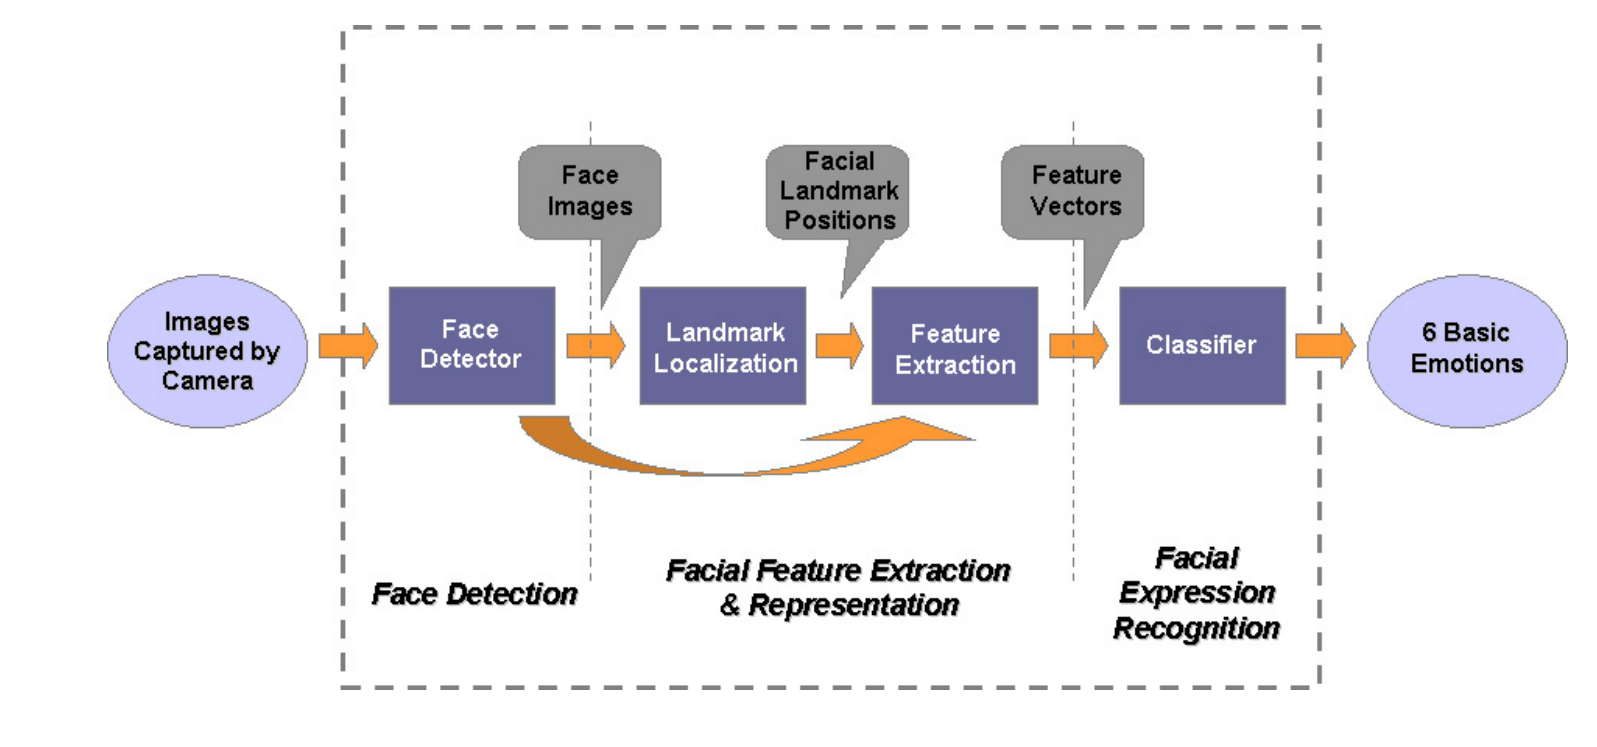 Face
Images
Facial
Landmark
Positions
Feature
Vectors
Images
Captured by
Camera
Face
Detector
Landmark
Localization
Feature
Extraction
Classifier
6 Basic
Emotions
Face Detection
Facial Feature Extraction
& Representation
Facial
Expression
Recognition